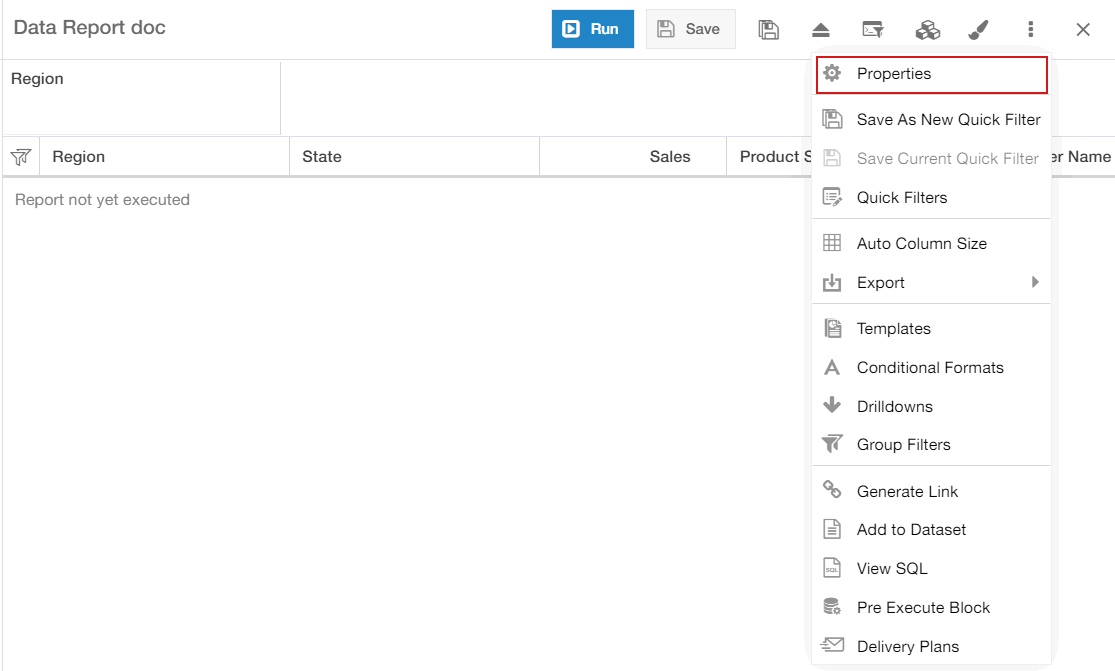 Data Report doc
Run
Save
Region
Region
State
Sales
Product S
er Name
Report not yet executed
Properties
Save As New Quick Filter
Save Current Quick Filter
Quick Filters
Auto Column Size
Export
Templates
Conditional Formats
Drilldowns
Group Filters
Generate Link
Add to Dataset
SQL
View SQL
Pre Execute Block
Delivery Plans